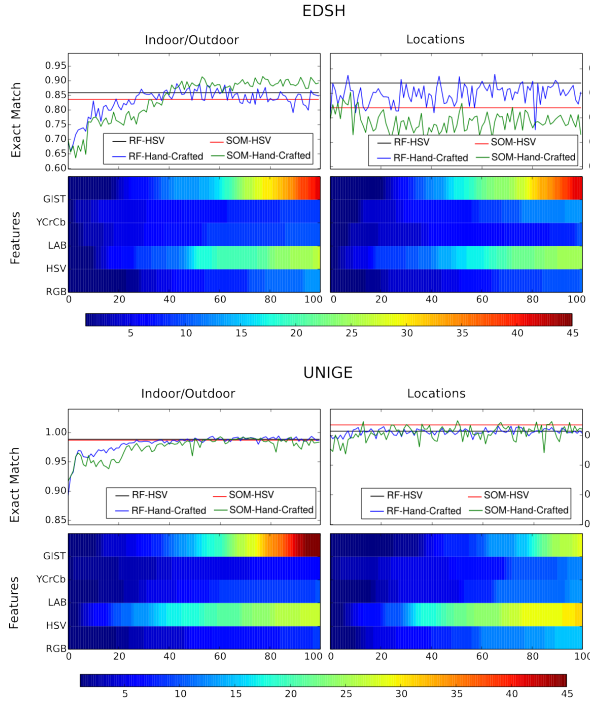 EDSH
Indoor/Outdoor
Locations
Exact Match
0.95
0.90
0.85
0.80
0.75
0.70
0.65
0.60
RF-HSV
SOM-HSV
RF-Hand-Crafted
SOM-Hand-Crafted
RF-HSV
SOM-HSV
RF-Hand-Crafted
SOM-Hand-Crafted
Features
GIST
YCrCb
LAB
HSV
RGB
0 20 40 60 80 100
0 20 40 60 80 100
5 10 15 20 25 30 35 40 45
UNIGE
Indoor/Outdoor
Locations
Exact Match
1.00
0.95
0.90
0.85
RF-HSV
SOM-HSV
RF-Hand-Crafted
SOM-Hand-Crafted
RF-HSV
SOM-HSV
RF-Hand-Crafted
SOM-Hand-Crafted
Features
GIST
YCrCb
LAB
HSV
RGB
0 20 40 60 80 100
0 20 40 60 80 100
5 10 15 20 25 30 35 40 45